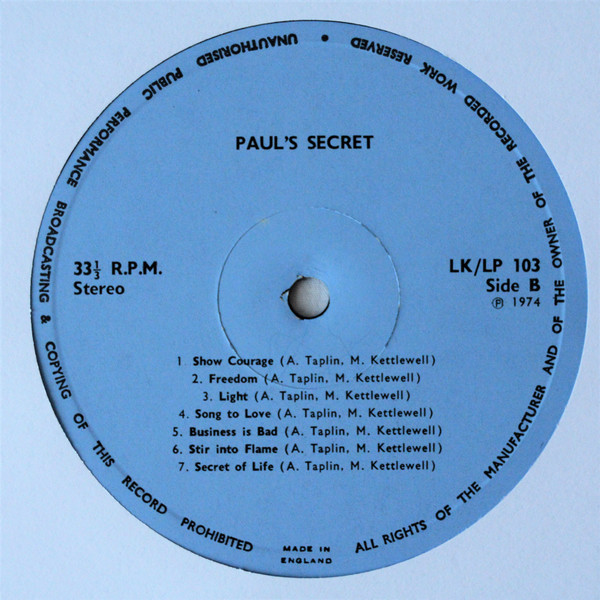 PAUL'S SECRET
33⅓ R.P.M.
Stereo
LK/LP 103
Side B
℗ 1974
1 Show Courage (A. Taplin, M. Kettlewell)
2. Freedom (A. Taplin, M. Kettlewell)
3. Light (A. Taplin, M. Kettlewell)
4. Song to Love (A. Taplin, M. Kettlewell)
5. Business is Bad (A. Taplin, M. Kettlewell)
6. Stir into Flame (A. Taplin, M. Kettlewell)
7. Secret of Life (A. Taplin, M. Kettlewell)
MADE IN
ENGLAND
ALL RIGHTS OF THE MANUFACTURER AND OF THE OWNER OF THE RECORDED WORK RESERVED • UNAUTHORISED PUBLIC PERFORMANCE BROADCASTING & COPYING OF THIS RECORD PROHIBITED